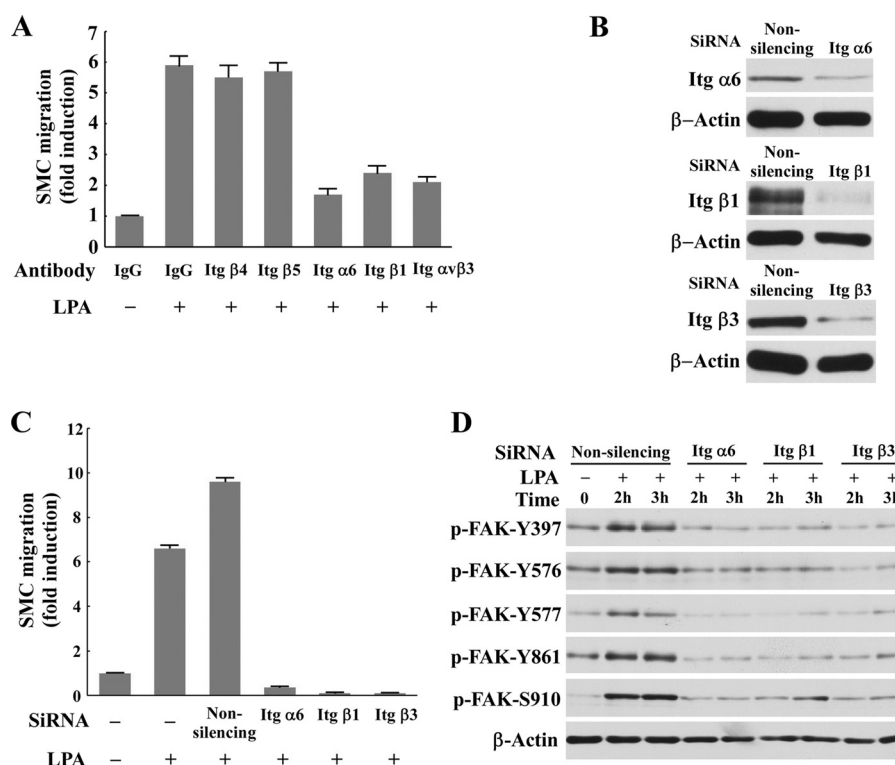 A
SMC migration
(fold induction)
7
6
5
4
3
2
1
0
Antibody IgG IgG Itg β4 Itg β5 Itg α6 Itg β1 Itg αvβ3
LPA – + + + + + +
B
SiRNA Non-silencing Itg α6
Itg α6
β–Actin
SiRNA Non-silencing Itg β1
Itg β1
β–Actin
SiRNA Non-silencing Itg β3
Itg β3
β–Actin
C
SMC migration
(fold induction)
12
10
8
6
4
2
0
SiRNA – – Non-silencing Itg α6 Itg β1 Itg β3
LPA – + + + + +
D
SiRNA Non-silencing Itg α6 Itg β1 Itg β3
LPA – + + + + + + + +
Time 0 2h 3h 2h 3h 2h 3h 2h
p-FAK-Y397
p-FAK-Y576
p-FAK-Y577
p-FAK-Y861
p-FAK-S910
β-Actin